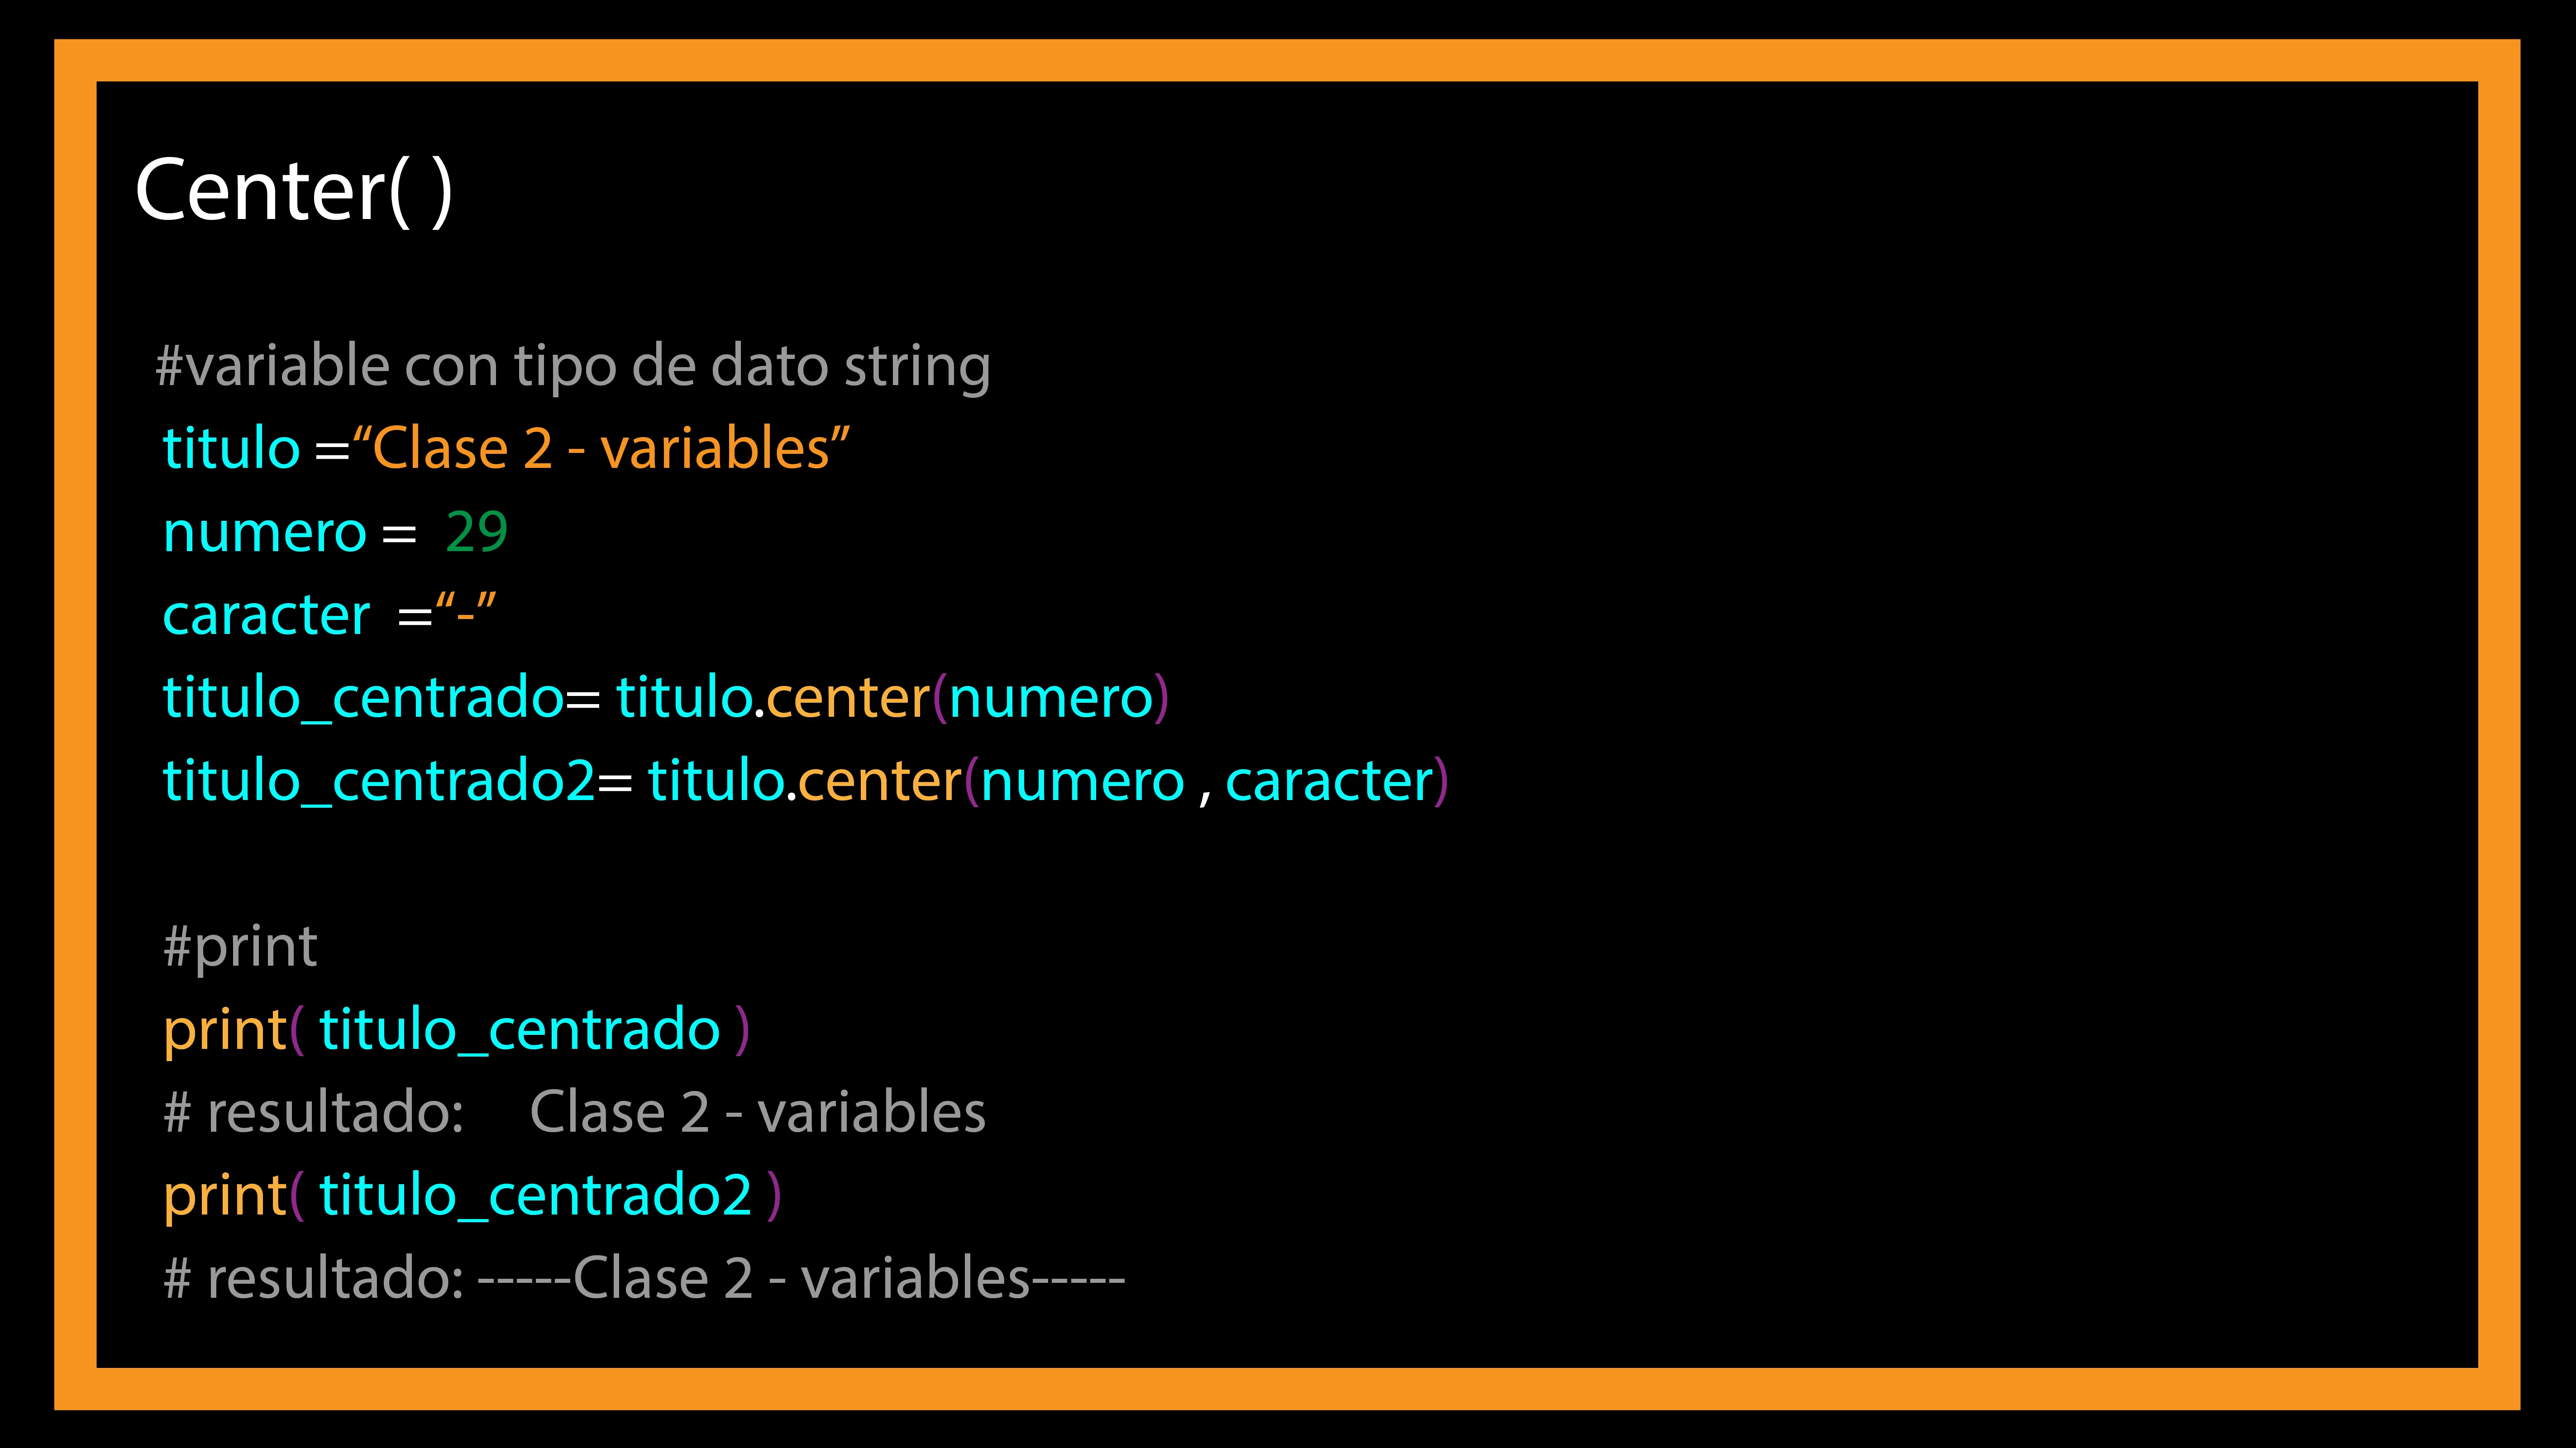 Center( )
#variable con tipo de dato string
titulo =“Clase 2 - variables”
numero =  29
caracter  =“-”
titulo_centrado= titulo.center(numero)
titulo_centrado2= titulo.center(numero , caracter)
#print
print( titulo_centrado )
# resultado:     Clase 2 - variables
print( titulo_centrado2 )
# resultado: -----Clase 2 - variables-----